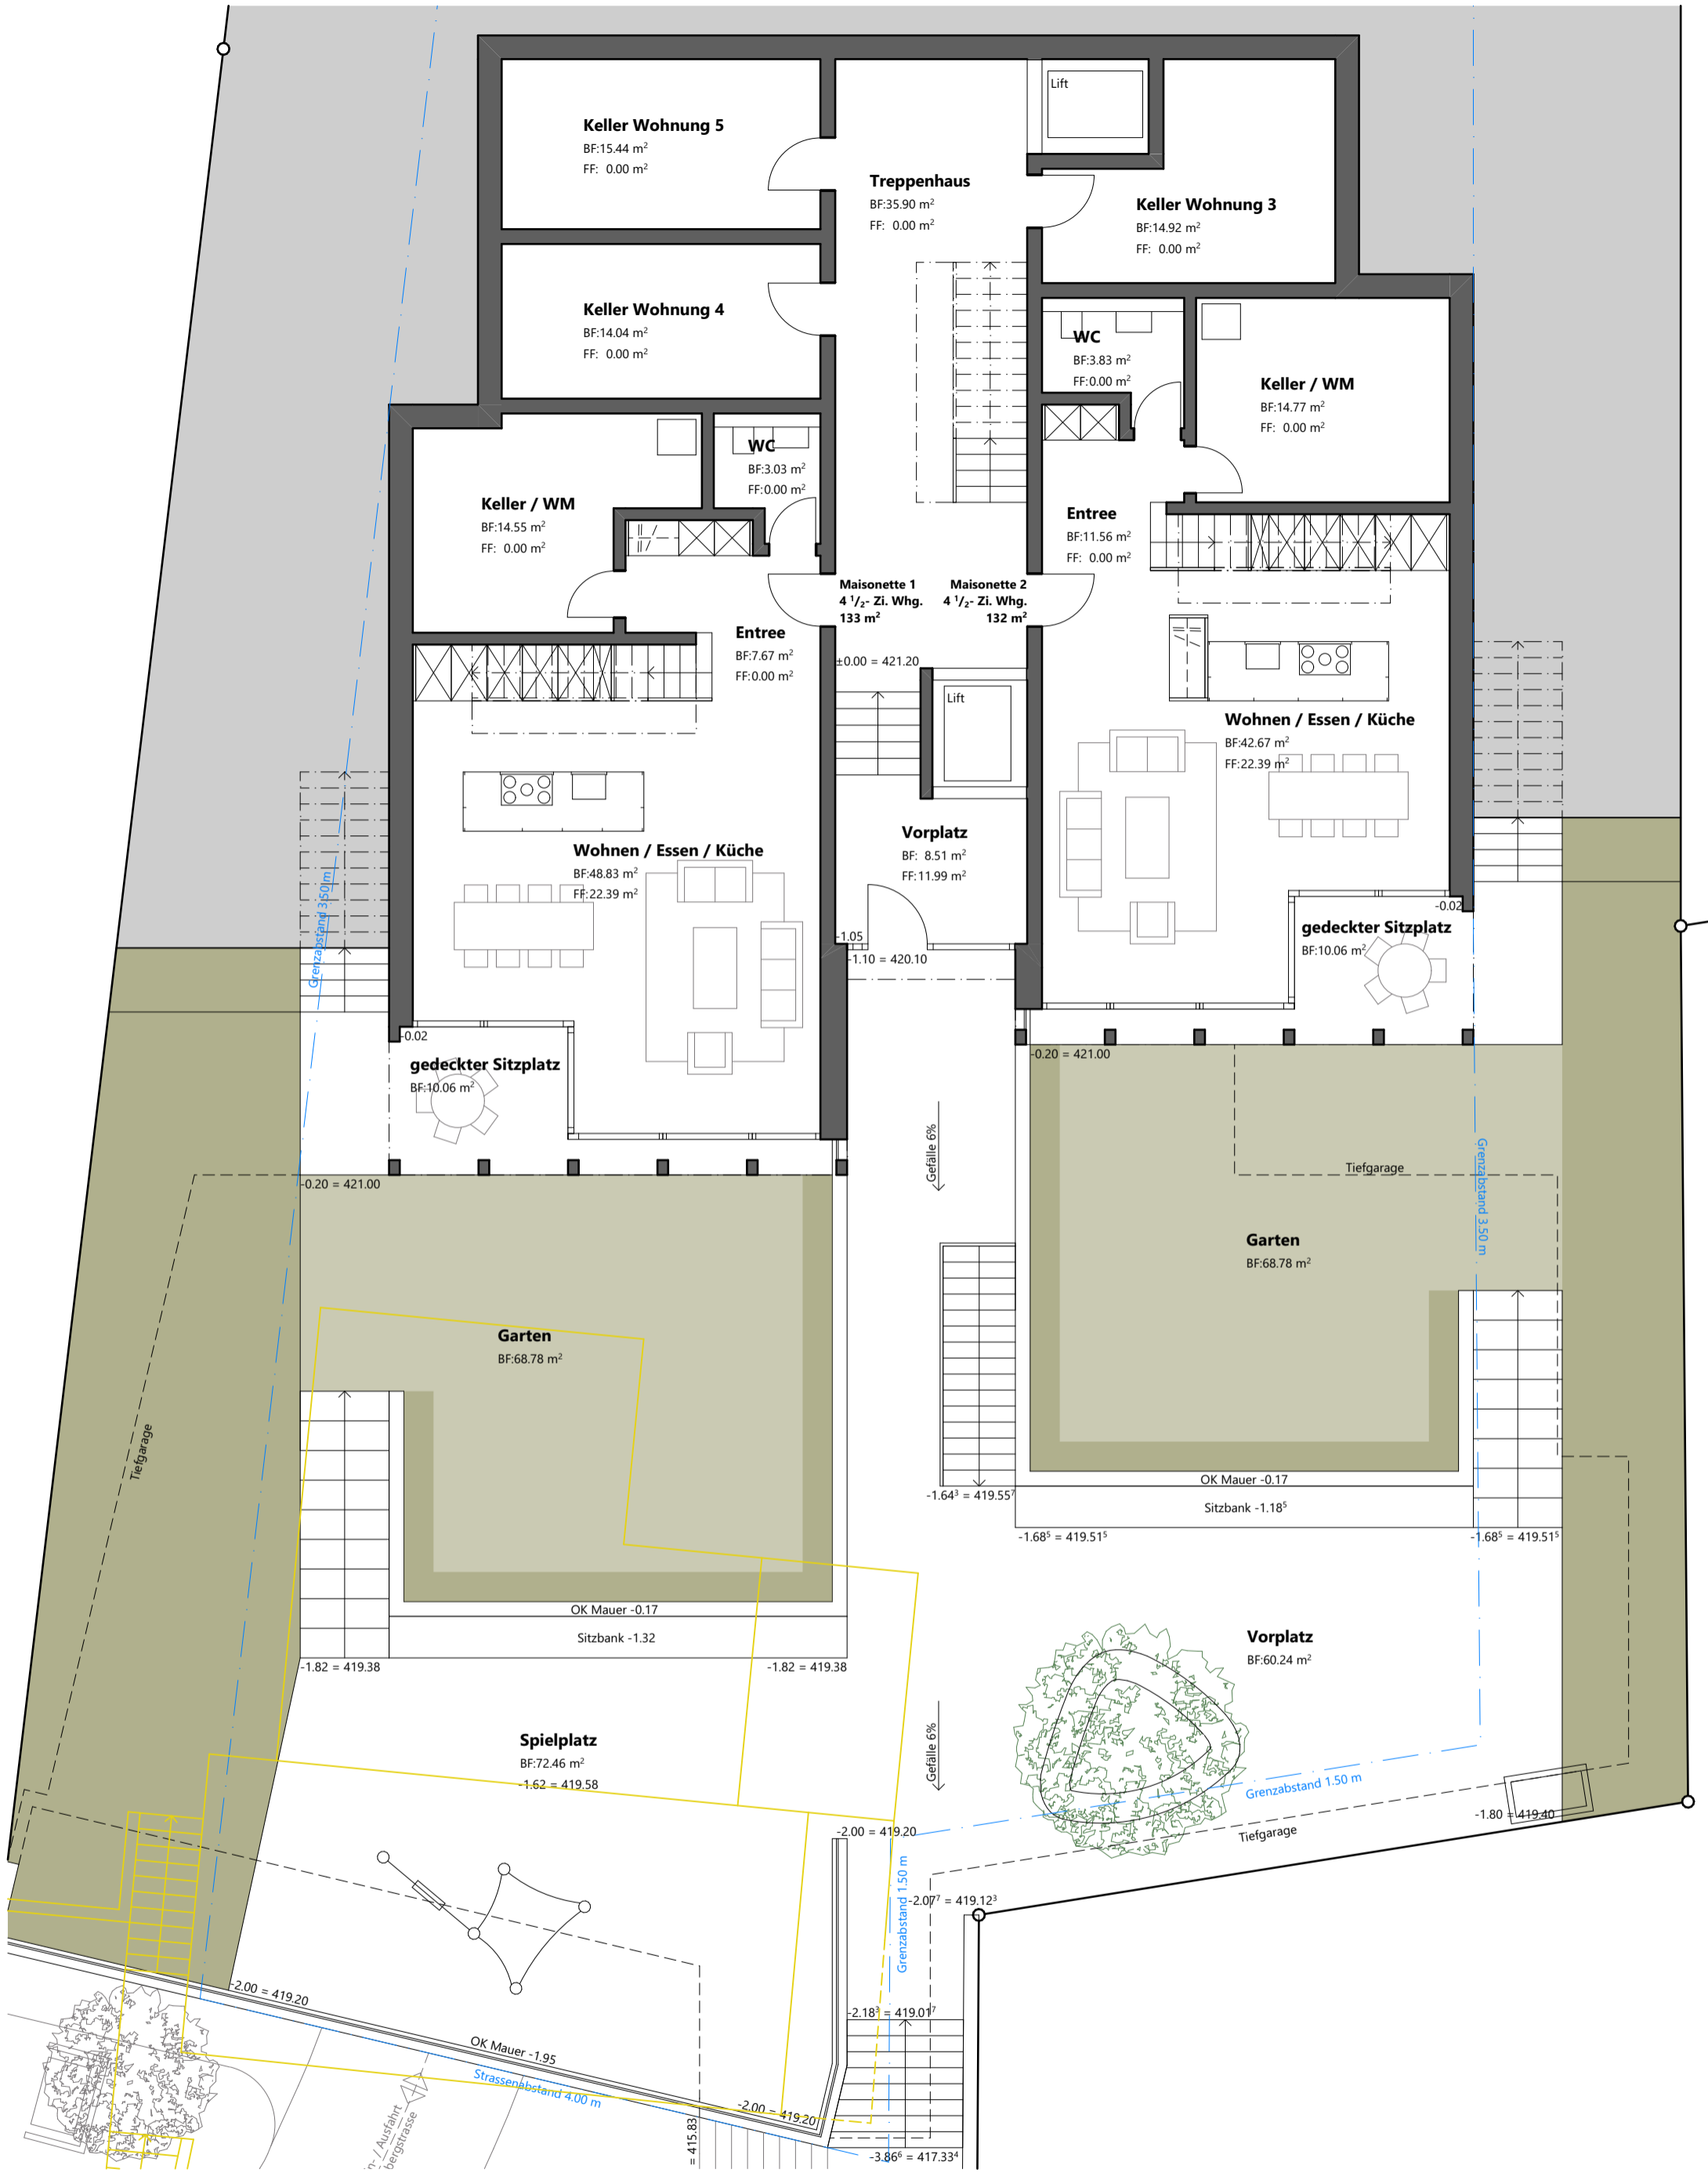 Lift
Keller Wohnung 5
BF:15.44 m²
FF: 0.00 m²
Treppenhaus
BF:35.90 m²
FF: 0.00 m²
Keller Wohnung 3
BF:14.92 m²
FF: 0.00 m²
Keller Wohnung 4
BF:14.04 m²
FF: 0.00 m²
WC
BF:3.83 m²
FF:0.00 m²
Keller / WM
BF:14.77 m²
FF: 0.00 m²
WC
BF:3.03 m²
FF:0.00 m²
Keller / WM
BF:14.55 m²
FF: 0.00 m²
Entree
BF:11.56 m²
FF: 0.00 m²
Maisonette 1
4 ¹/₂- Zi. Whg.
133 m²
Maisonette 2
4 ¹/₂- Zi. Whg.
132 m²
Entree
BF:7.67 m²
FF:0.00 m²
±0.00 = 421.20
Lift
Wohnen / Essen / Küche
BF:42.67 m²
FF:22.39 m²
Vorplatz
BF: 8.51 m²
FF:11.99 m²
Wohnen / Essen / Küche
BF:48.83 m²
FF:22.39 m²
Grenzabstand 3.50 m
-0.02
gedeckter Sitzplatz
BF:10.06 m²
-1.05
-1.10 = 420.10
-0.02
gedeckter Sitzplatz
BF:10.06 m²
-0.20 = 421.00
Gefälle 6%
Grenzabstand 3.50 m
Tiefgarage
-0.20 = 421.00
Garten
BF:68.78 m²
Garten
BF:68.78 m²
Tiefgarage
OK Mauer -0.17
-1.64³ = 419.55⁷
Sitzbank -1.18⁵
-1.68⁵ = 419.51⁵
-1.68⁵ = 419.51⁵
OK Mauer -0.17
Sitzbank -1.32
-1.82 = 419.38
-1.82 = 419.38
Vorplatz
BF:60.24 m²
Spielplatz
BF:72.46 m²
-1.62 = 419.58
Gefälle 6%
Grenzabstand 1.50 m
-1.80 = 419.40
Tiefgarage
-2.00 = 419.20
Grenzabstand 1.50 m
-2.07⁷ = 419.12³
-2.00 = 419.20
-2.18³ = 419.01⁷
OK Mauer -1.95
Strassenabstand 4.00 m
-2.00 = 419.20
= 415.83
-3.86⁶ = 417.33⁴
/ Ausfahrt
bergstrasse